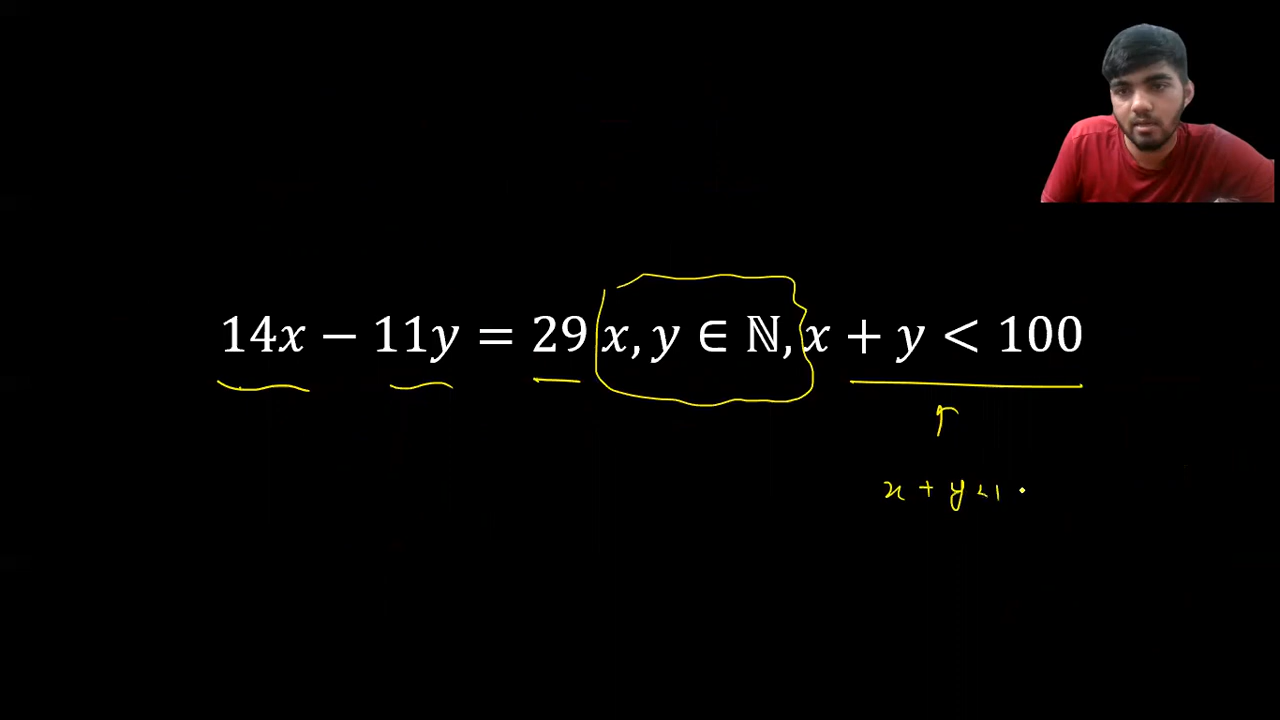 14x − 11y = 29 x, y ∈ ℕ, x + y < 100
x + y < 1